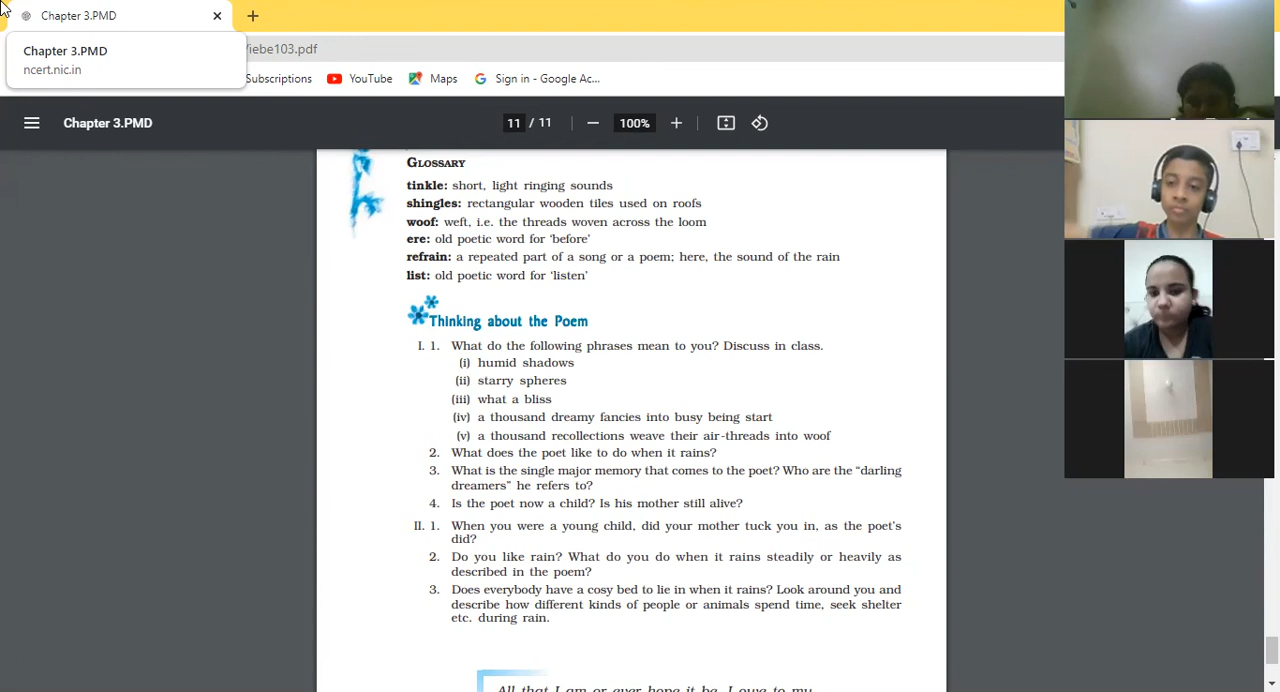 Chapter 3.PMD
Chapter 3.PMD
ncert.nic.in
iebe103.pdf
Subscriptions YouTube Maps Sign in - Google Ac...
Chapter 3.PMD 11 / 11 100%
GLOSSARY
tinkle: short, light ringing sounds
shingles: rectangular wooden tiles used on roofs
woof: weft, i.e. the threads woven across the loom
ere: old poetic word for ‘before’
refrain: a repeated part of a song or a poem; here, the sound of the rain
list: old poetic word for ‘listen’
Thinking about the Poem
I. 1. What do the following phrases mean to you? Discuss in class.
(i) humid shadows
(ii) starry spheres
(iii) what a bliss
(iv) a thousand dreamy fancies into busy being start
(v) a thousand recollections weave their air-threads into woof
2. What does the poet like to do when it rains?
3. What is the single major memory that comes to the poet? Who are the “darling
dreamers” he refers to?
4. Is the poet now a child? Is his mother still alive?
II. 1. When you were a young child, did your mother tuck you in, as the poet's
did?
2. Do you like rain? What do you do when it rains steadily or heavily as
described in the poem?
3. Does everybody have a cosy bed to lie in when it rains? Look around you and
describe how different kinds of people or animals spend time, seek shelter
etc. during rain.
All that I am or ever hope it be, I owe to my